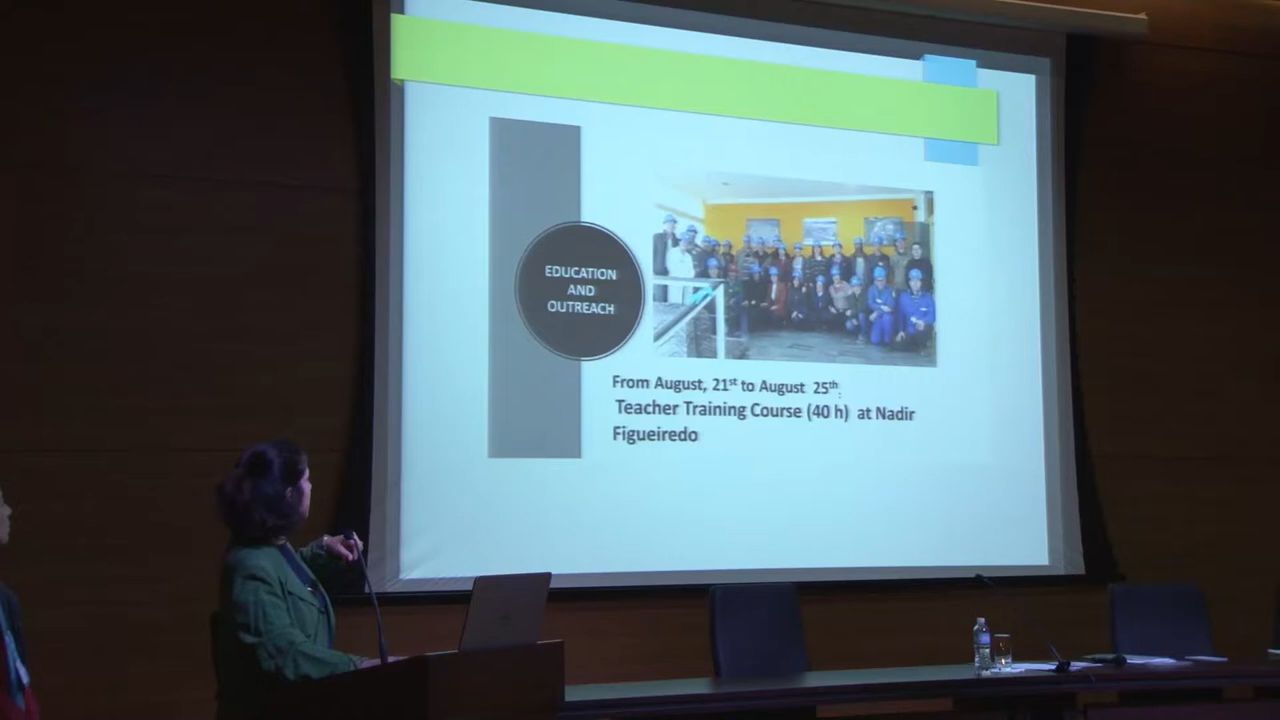 EDUCATION
AND
OUTREACH
From August, 21st to August 25th:
Teacher Training Course (40 h) at Nadir
Figueiredo